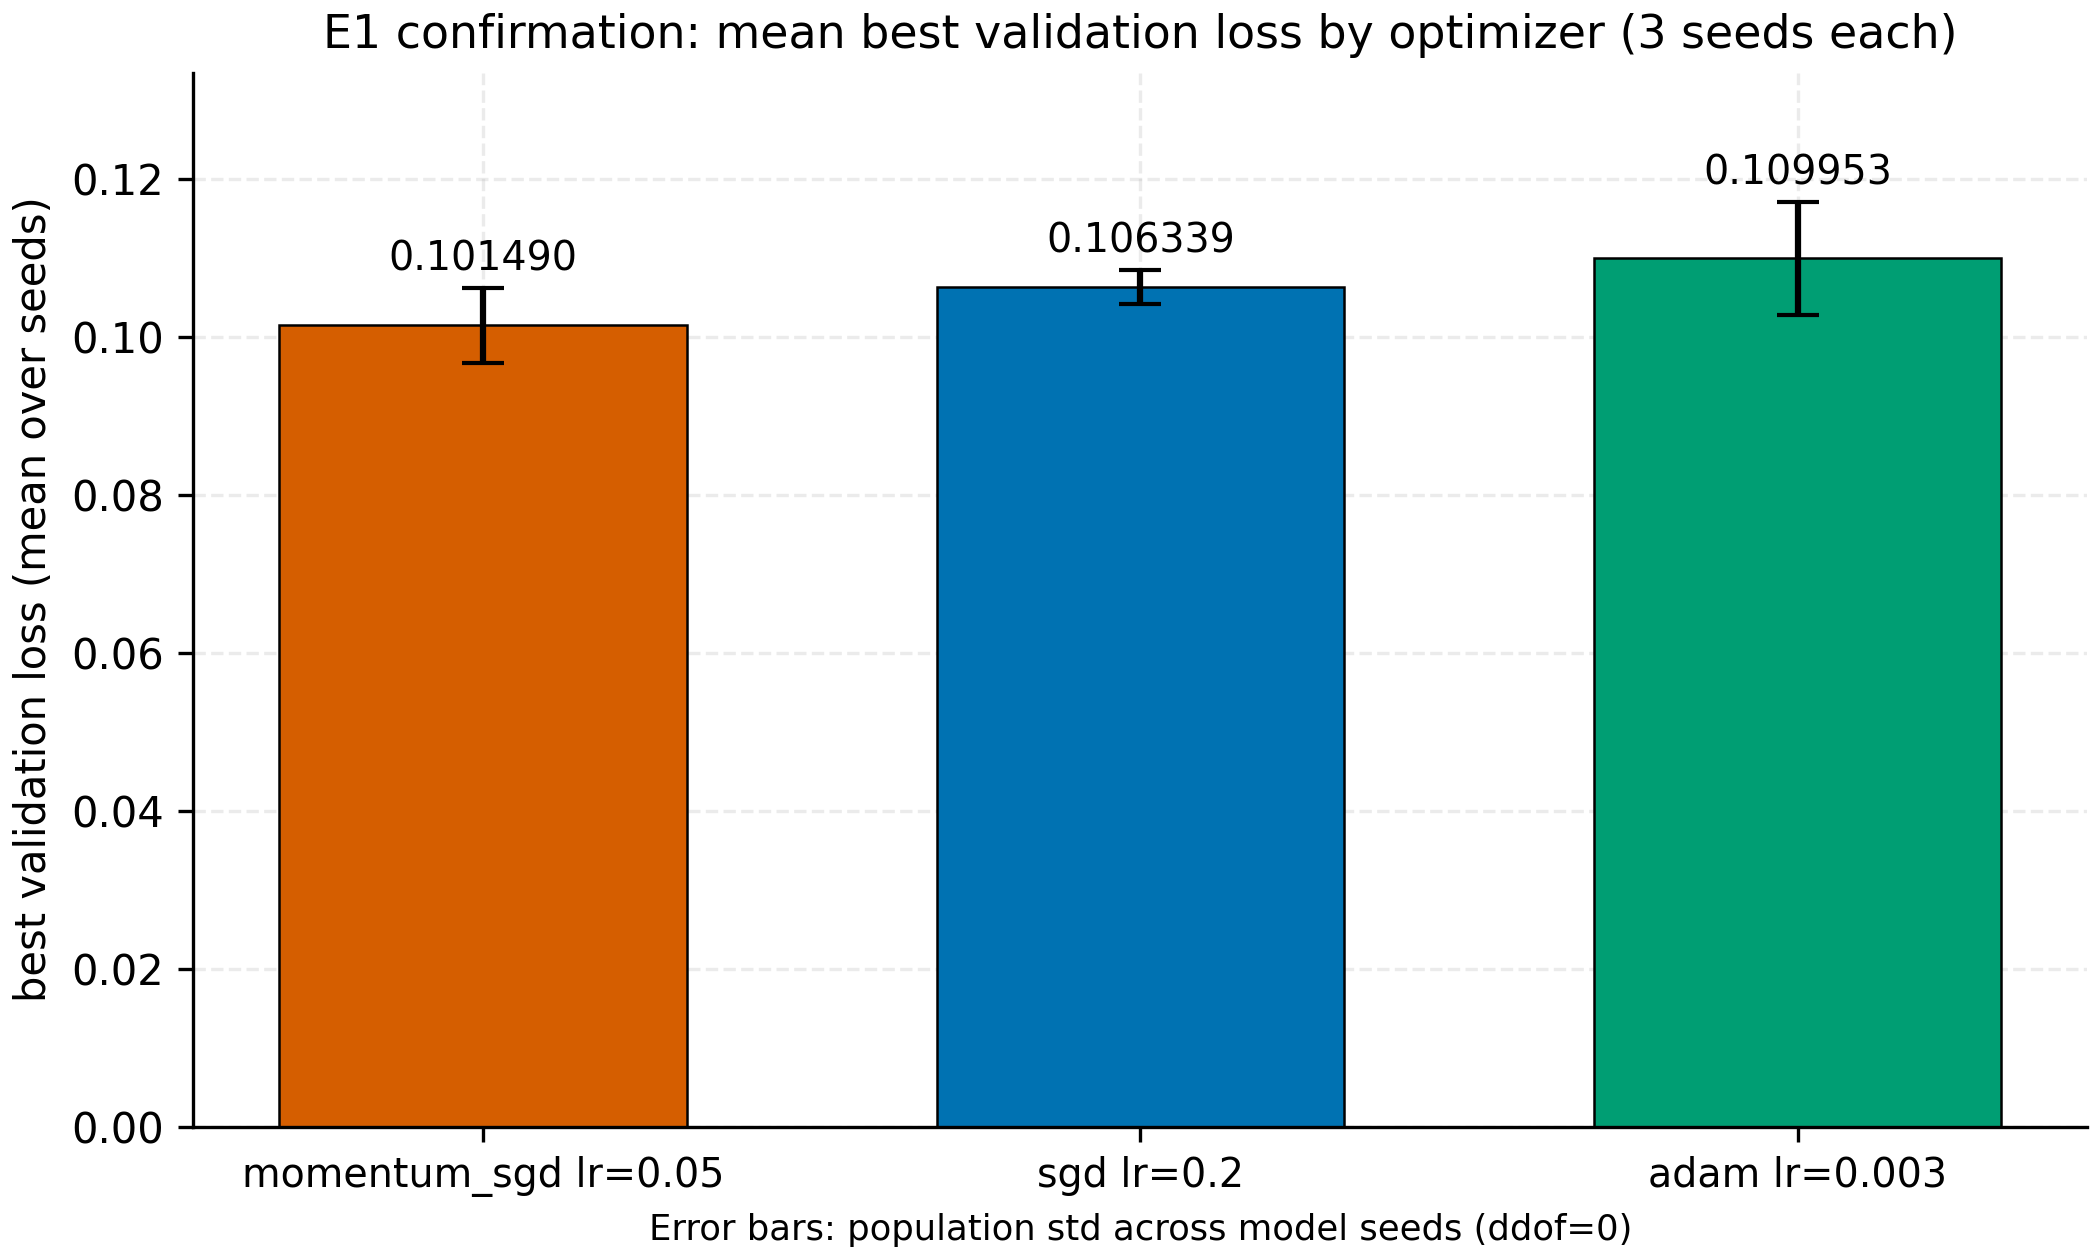 E1 confirmation: mean best validation loss by optimizer (3 seeds each)
best validation loss (mean over seeds)
0.12
0.10
0.08
0.06
0.04
0.02
0.00
0.101490
0.106339
0.109953
momentum_sgd lr=0.05
sgd lr=0.2
adam lr=0.003
Error bars: population std across model seeds (ddof=0)